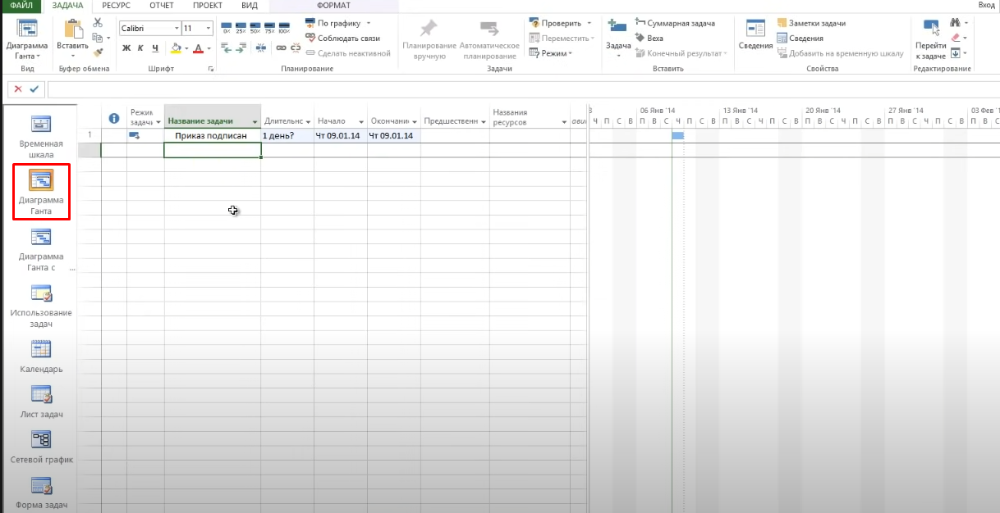 ФАЙЛ ЗАДАЧА РЕСУРС ОТЧЕТ ПРОЕКТ ВИД ФОРМАТ Вход
Диаграмма Ганта
Вставить
Calibri 11
Ж К Ч
0× 25× 50× 75× 100×
По графику
Соблюдать связи
Сделать неактивной
Планирование вручную
Автоматическое планирование
Проверить
Переместить
Режим
Задача
Суммарная задача
Веха
Конечный результат
Сведения
Заметки задачи
Сведения
Добавить на временную шкалу
Перейти к задаче
Вид Буфер обмена Шрифт Планирование Задачи Вставить Свойства Редактирование
Временная
шкала
Диаграмма
Ганта
Диаграмма
Ганта с ...
Использование
задач
Календарь
Лист задач
Сетевой график
Форма задач
Режим задачи Название задачи Длительнс Начало Окончани Предшественн Названия ресурсов
3 06 Янв '14 13 Янв '14 20 Янв '14 27 Янв '14 03 Фев '1
Ч П С В П В С Ч П С В П В С Ч П С В П В С Ч П С В П В С Ч П С В П В С
1 Приказ подписан 1 день? Чт 09.01.14 Чт 09.01.14